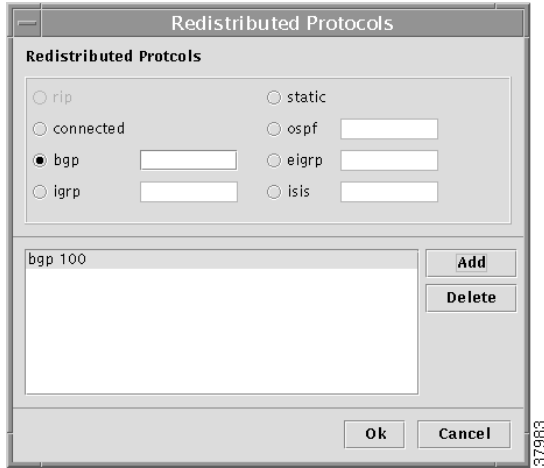 Redistributed Protocols
Redistributed Protcols
rip
static
connected
ospf
bgp
eigrp
igrp
isis
bgp 100
Add
Delete
Ok
Cancel
37983